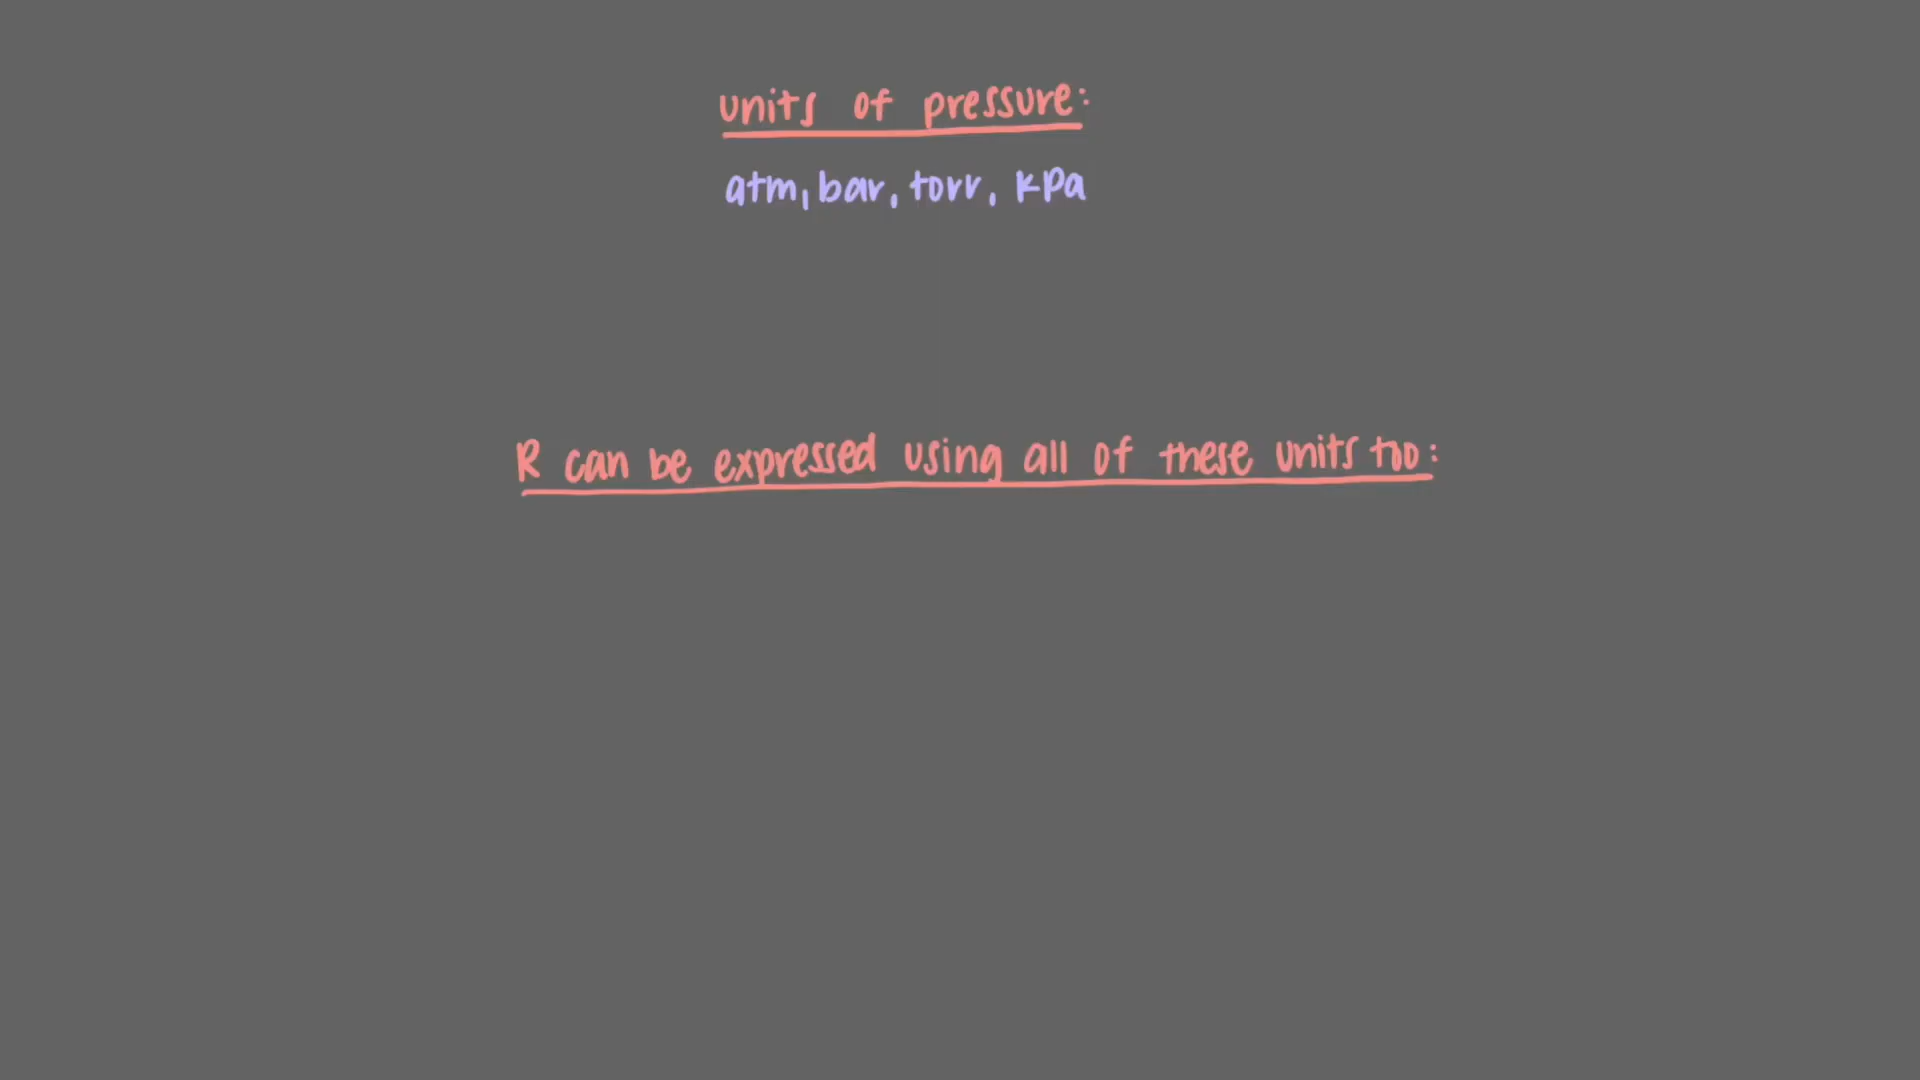 units of pressure:
atm, bar, torr, kPa
R can be expressed using all of these units too: